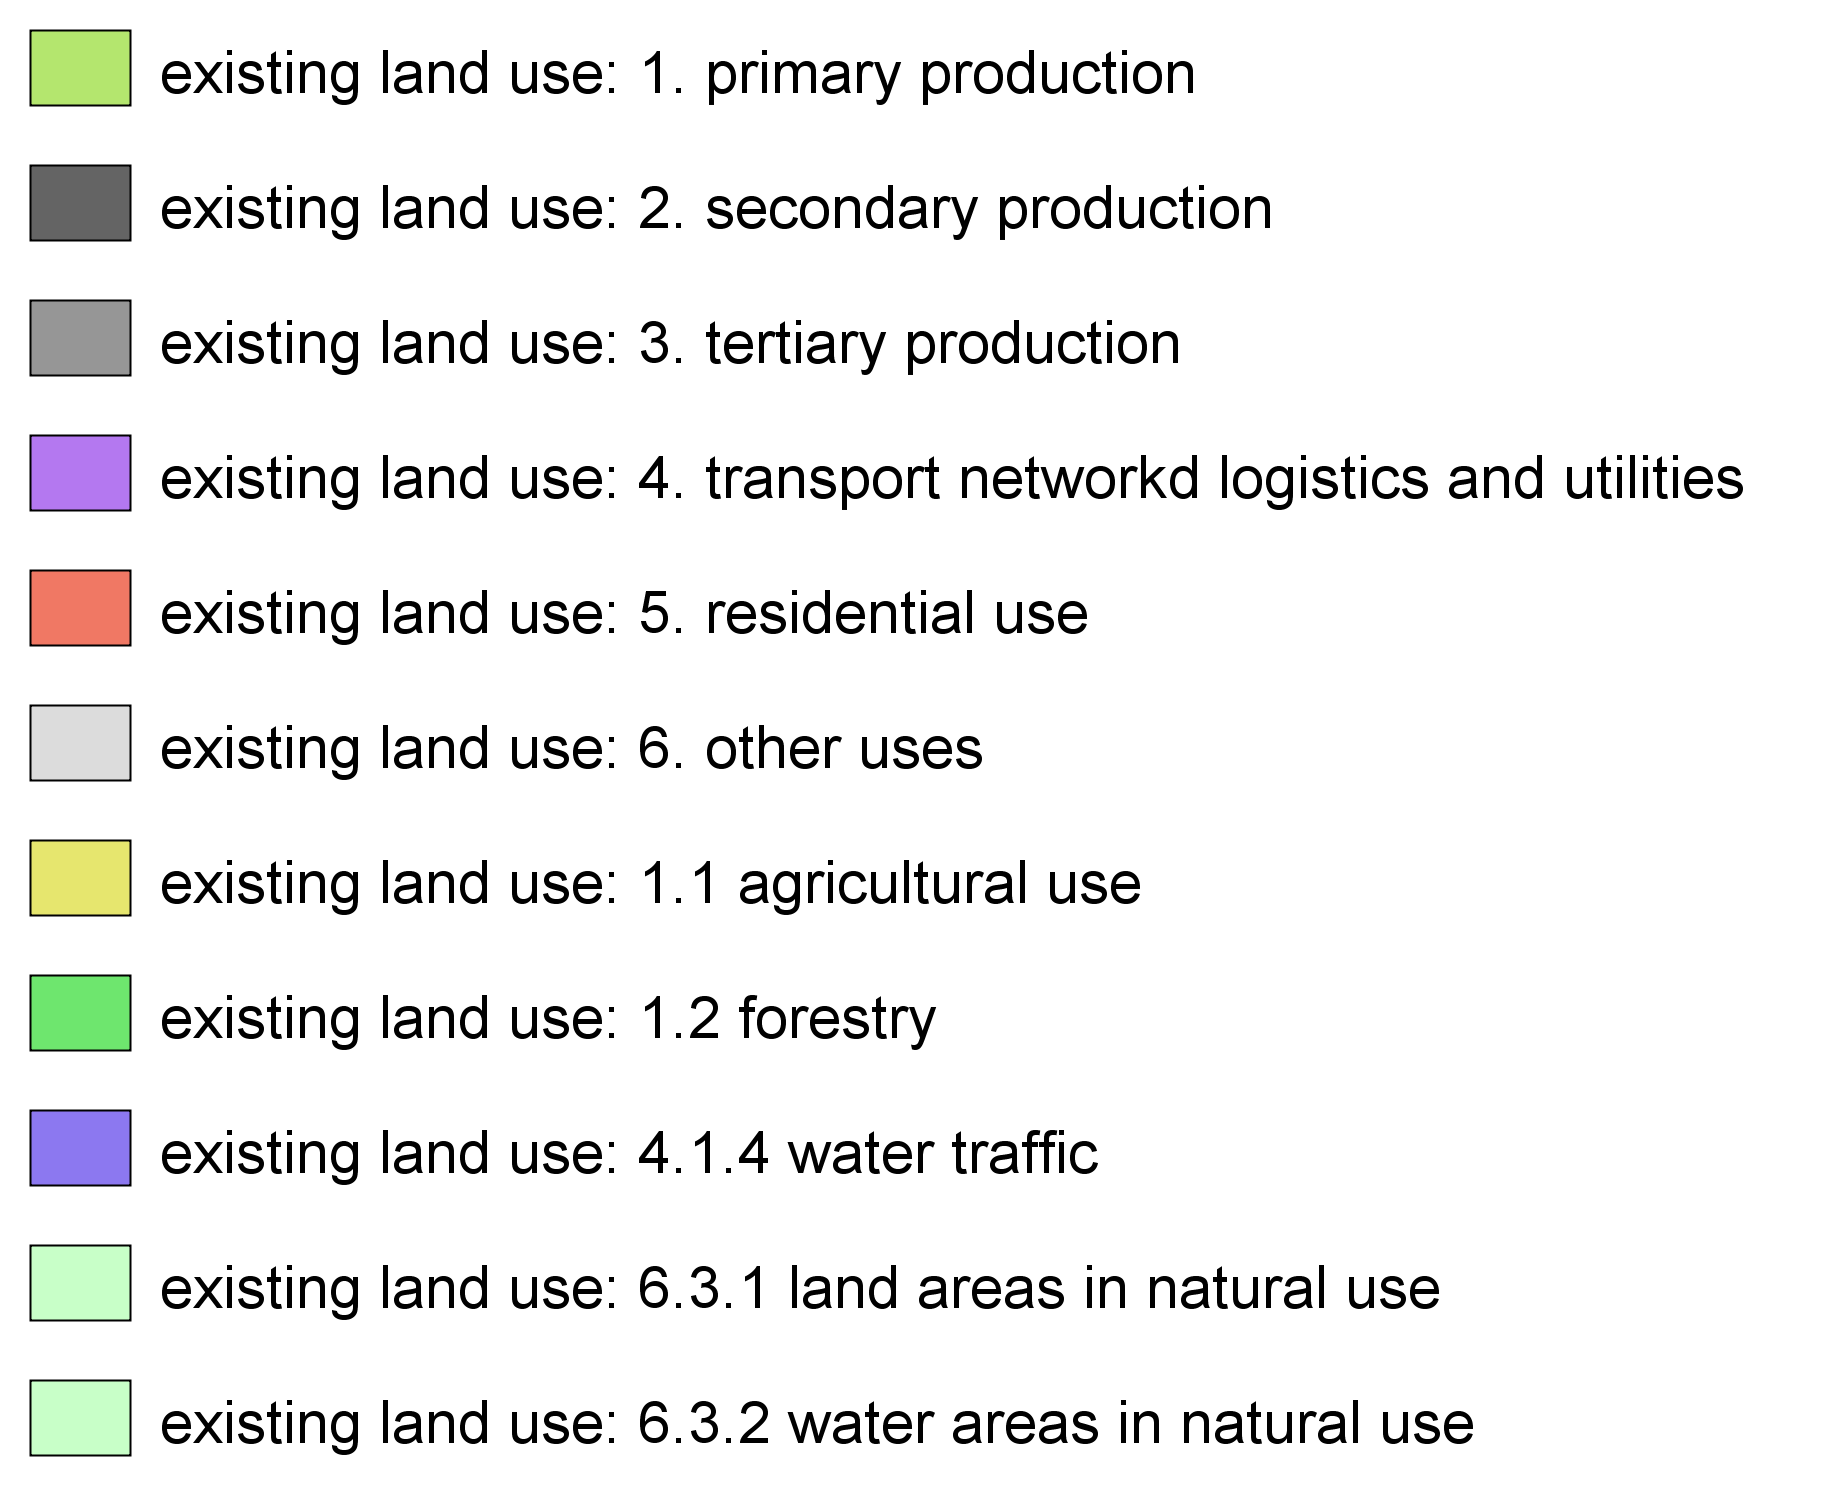 existing land use: 1. primary production
existing land use: 2. secondary production
existing land use: 3. tertiary production
existing land use: 4. transport networkd logistics and utilities
existing land use: 5. residential use
existing land use: 6. other uses
existing land use: 1.1 agricultural use
existing land use: 1.2 forestry
existing land use: 4.1.4 water traffic
existing land use: 6.3.1 land areas in natural use
existing land use: 6.3.2 water areas in natural use